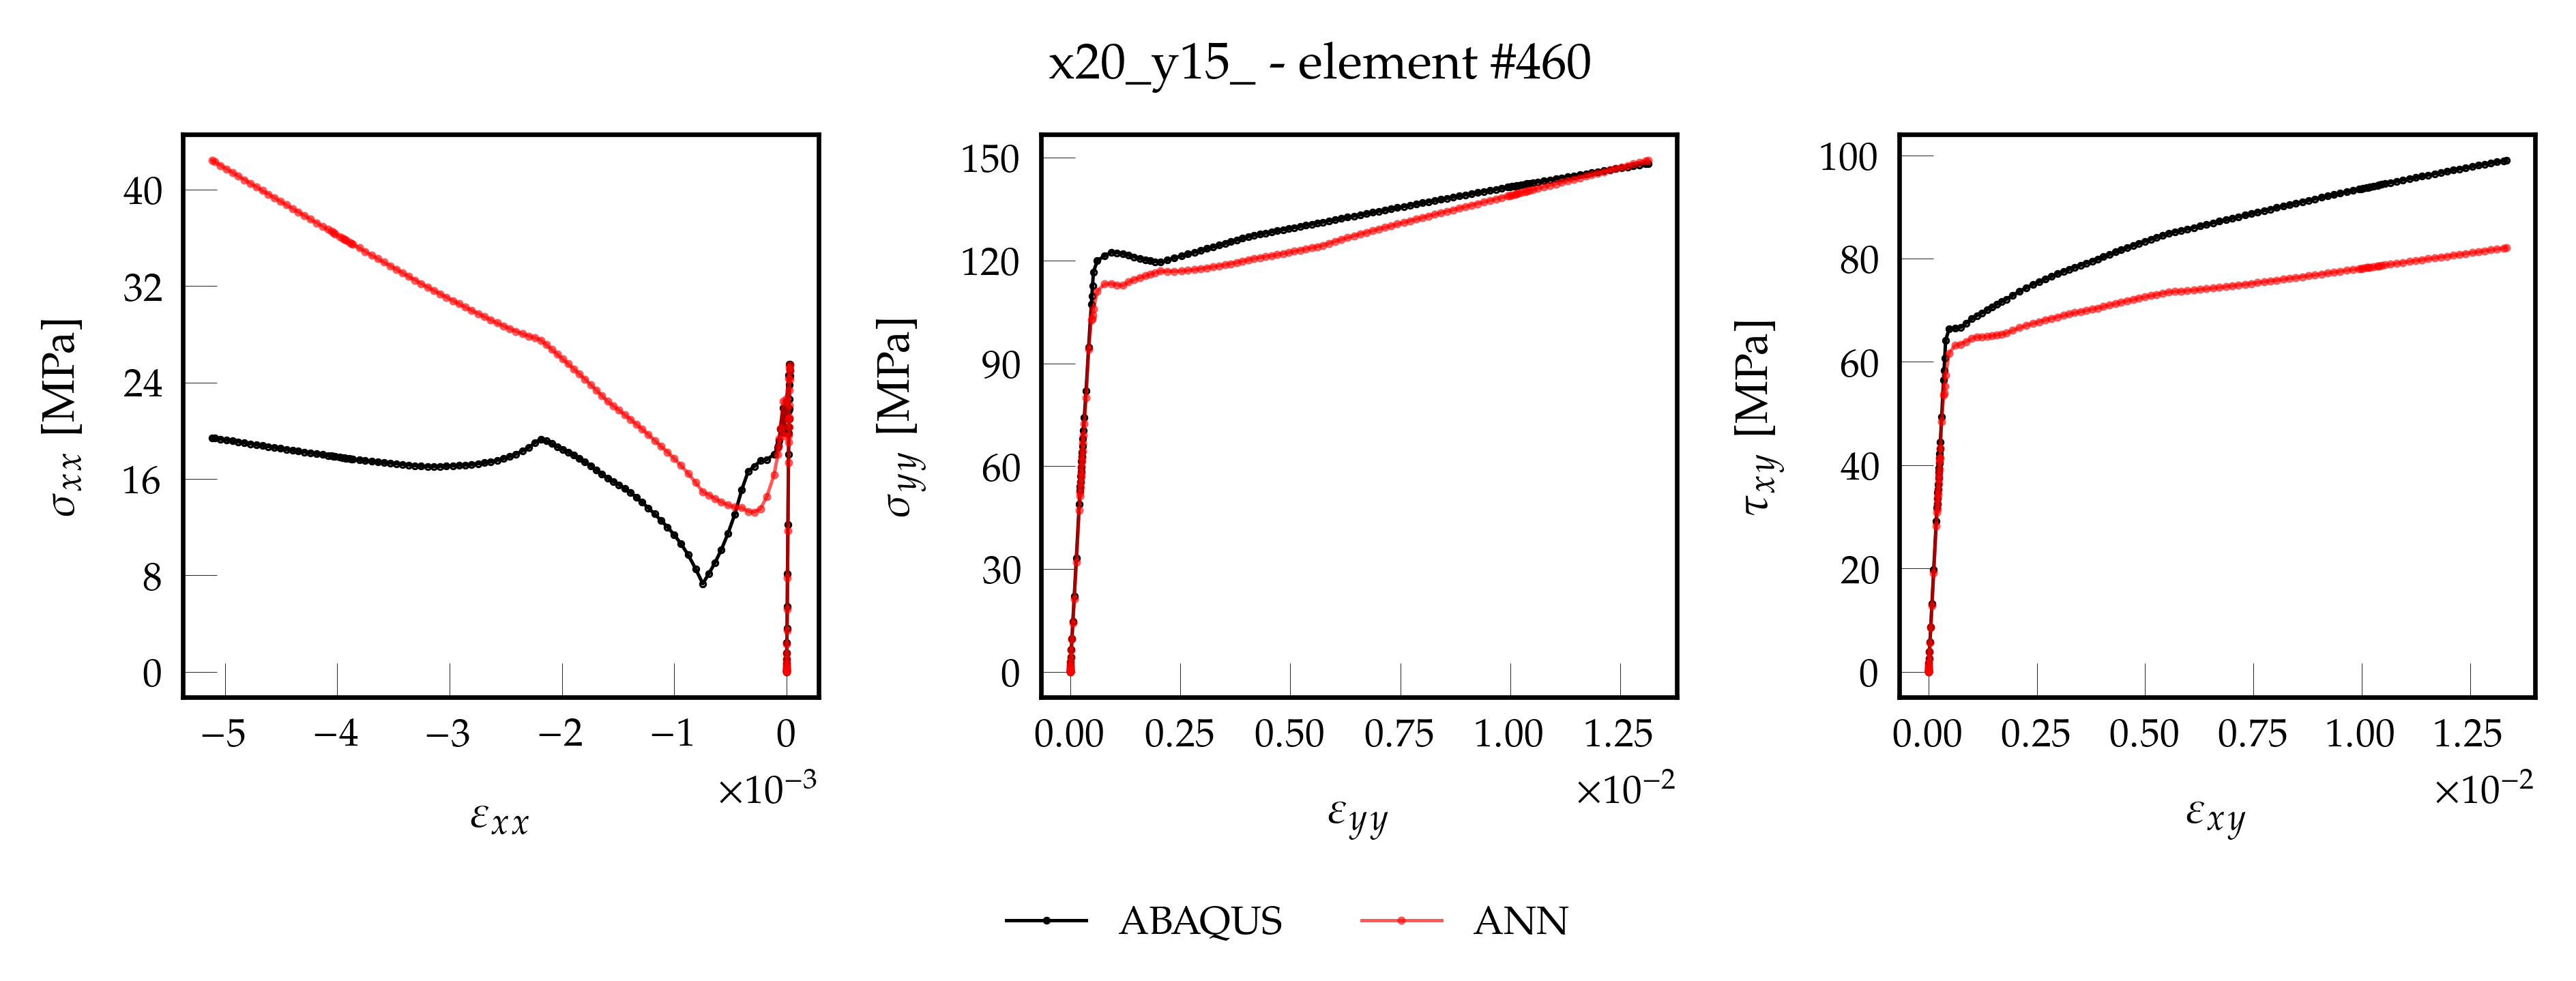 x20_y15_ - element #460
σxx [MPa]
40
32
24
16
8
0
−5 −4 −3 −2 −1 0
×10⁻³
εxx
σyy [MPa]
150
120
90
60
30
0
0.00 0.25 0.50 0.75 1.00 1.25
×10⁻²
εyy
τxy [MPa]
100
80
60
40
20
0
0.00 0.25 0.50 0.75 1.00 1.25
×10⁻²
εxy
ABAQUS ANN